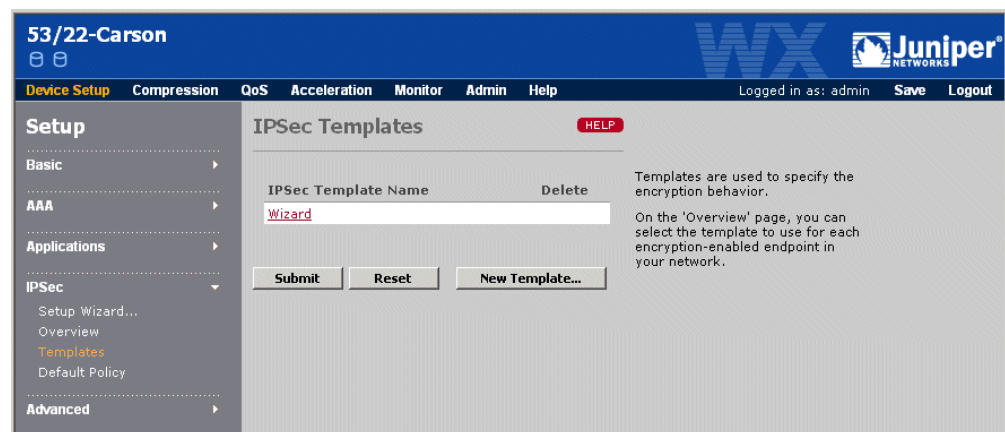 53/22-Carson
WX
Juniper®
NETWORKS
Device Setup Compression QoS Acceleration Monitor Admin Help Logged in as: admin Save Logout
Setup
Basic
AAA
Applications
IPSec
Setup Wizard...
Overview
Templates
Default Policy
Advanced
IPSec Templates HELP
IPSec Template Name Delete
Wizard
Submit Reset New Template...
Templates are used to specify the
encryption behavior.
On the 'Overview' page, you can
select the template to use for each
encryption-enabled endpoint in
your network.